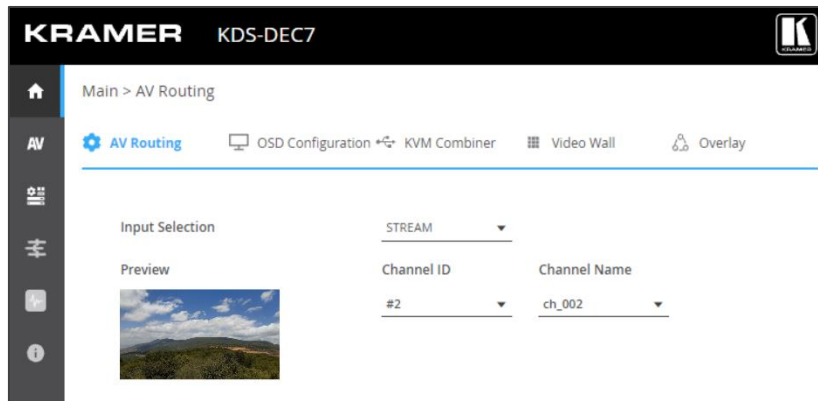 KRAMER KDS-DEC7
KRAMER
Main > AV Routing
AV
AV Routing OSD Configuration KVM Combiner Video Wall Overlay
Input Selection STREAM
Preview Channel ID Channel Name
#2 ch_002